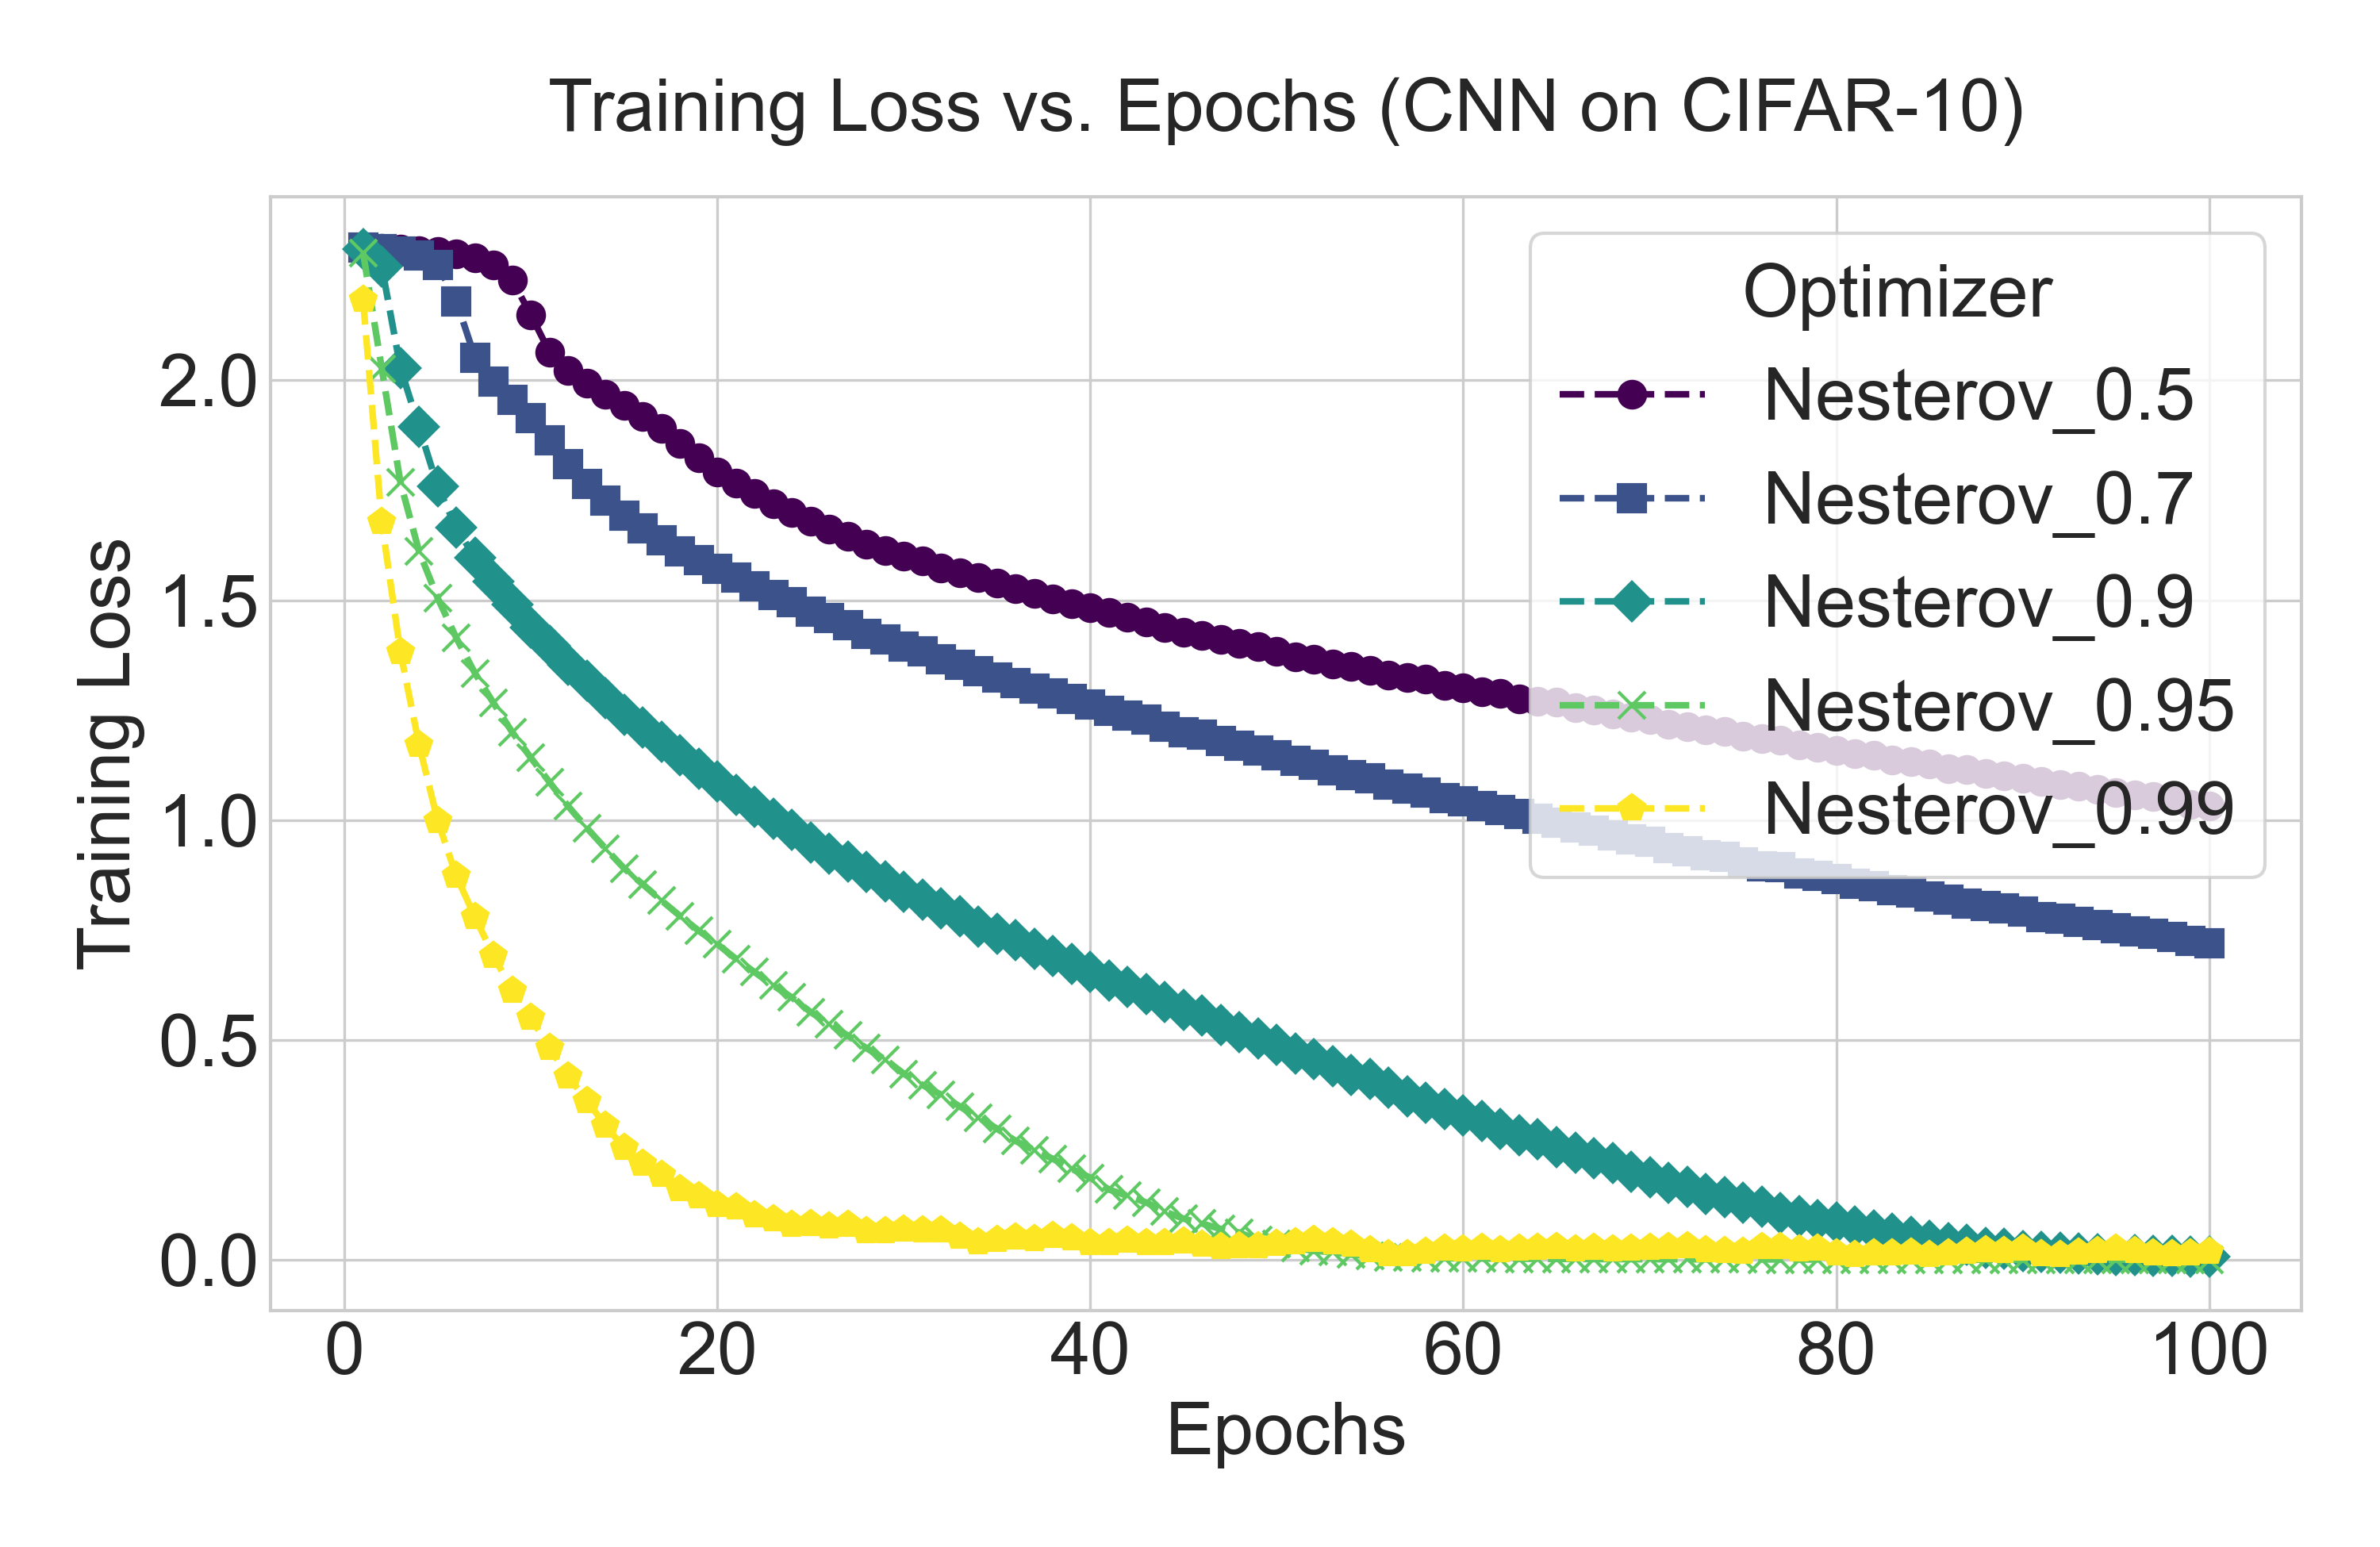 Training Loss vs. Epochs (CNN on CIFAR-10)
Optimizer
Nesterov_0.5
Nesterov_0.7
Nesterov_0.9
Nesterov_0.95
Nesterov_0.99
Training Loss
2.0
1.5
1.0
0.5
0.0
0 20 40 60 80 100
Epochs